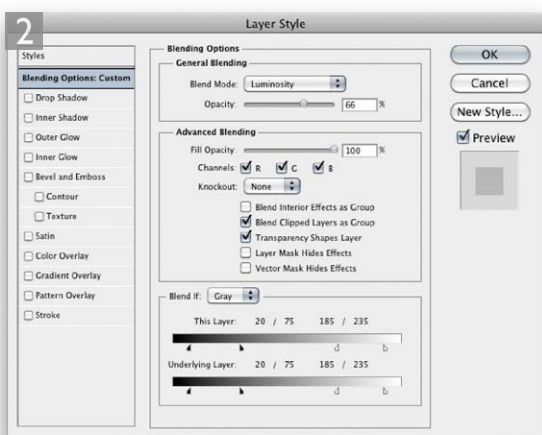 2
Layer Style
Styles
Blending Options: Custom
Drop Shadow
Inner Shadow
Outer Glow
Inner Glow
Bevel and Emboss
Contour
Texture
Satin
Color Overlay
Gradient Overlay
Pattern Overlay
Stroke
Blending Options
General Blending
Blend Mode: Luminosity
Opacity: 66 %
Advanced Blending
Fill Opacity: 100 %
Channels: R G B
Knockout: None
Blend Interior Effects as Group
Blend Clipped Layers as Group
Transparency Shapes Layer
Layer Mask Hides Effects
Vector Mask Hides Effects
Blend If: Gray
This Layer: 20 / 75 185 / 235
Underlying Layer: 20 / 75 185 / 235
OK
Cancel
New Style...
Preview